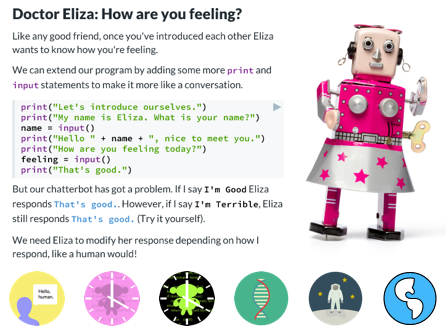 Doctor Eliza: How are you feeling?
Like any good friend, once you've introduced each other Eliza
wants to know how you're feeling.
We can extend our program by adding some more print and
input statements to make it more like a conversation.
print("Let's introduce ourselves.")
print("My name is Eliza. What is your name?")
name = input()
print("Hello " + name + ", nice to meet you.")
print("How are you feeling today?")
feeling = input()
print("That's good.")
But our chatterbot has got a problem. If I say I'm Good Eliza
responds That's good.. However, if I say I'm Terrible, Eliza
still responds That's good. (Try it yourself).
We need Eliza to modify her response depending on how I
respond, like a human would!
Hello,
human.